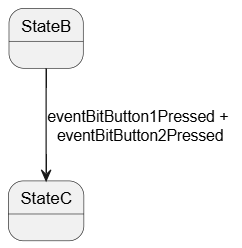 StateB
eventBitButton1Pressed +
eventBitButton2Pressed
StateC